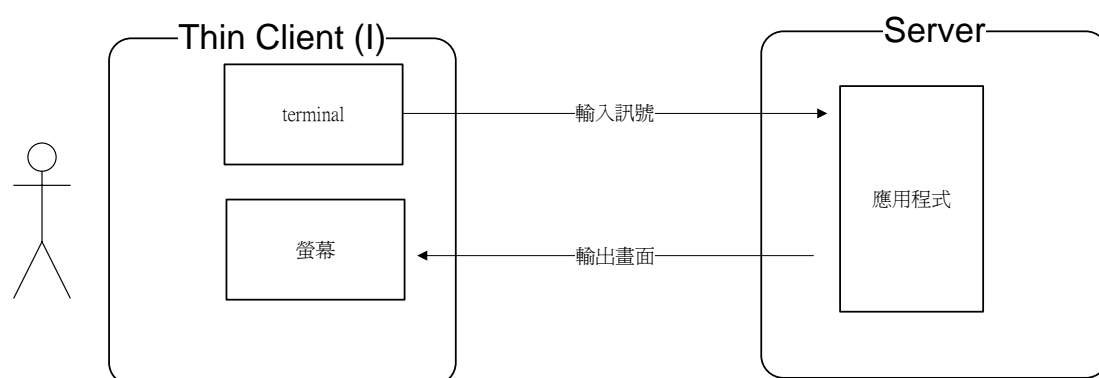 Thin Client (I)
Server
terminal
輸入訊號
應用程式
螢幕
輸出畫面